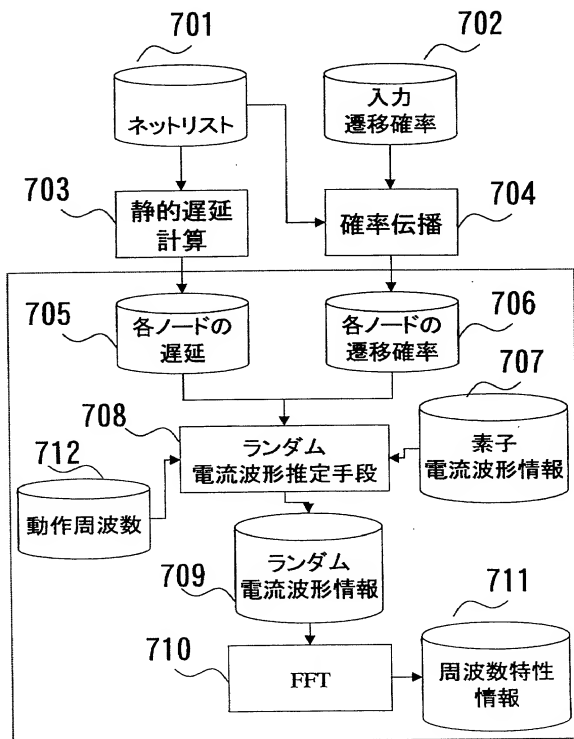 701
702
ネットリスト
入力
遷移確率
703
静的遅延
計算
確率伝播
704
705
各ノードの
遅延
各ノードの
遷移確率
706
707
708
ランダム
電流波形推定手段
素子
電流波形情報
712
動作周波数
ランダム
電流波形情報
709
711
710
FFT
周波数特性
情報